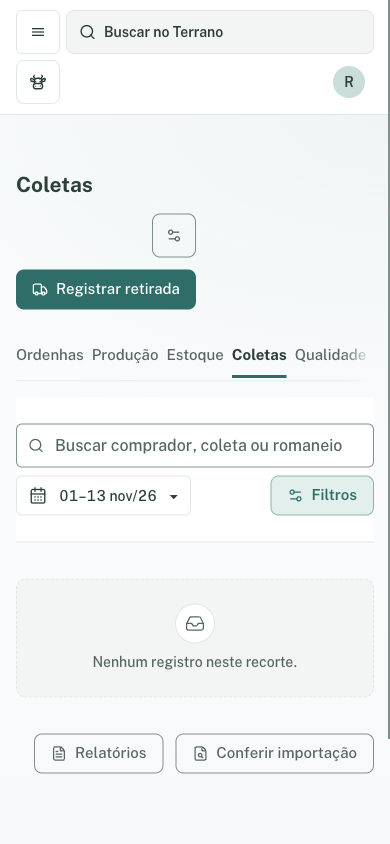 Buscar no Terrano
R
Coletas
Registrar retirada
Ordenhas Produção Estoque Coletas Qualidade
Buscar comprador, coleta ou romaneio
01–13 nov/26
Filtros
Nenhum registro neste recorte.
Relatórios
Conferir importação